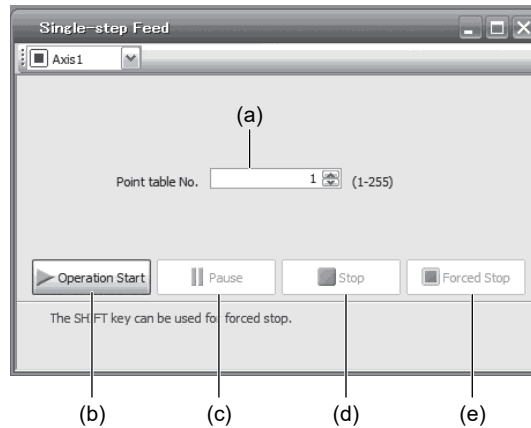 Single-step Feed
Axis1
(a)
Point table No. 1 (1-255)
Operation Start Pause Stop Forced Stop
The SHIFT key can be used for forced stop.
(b) (c) (d) (e)